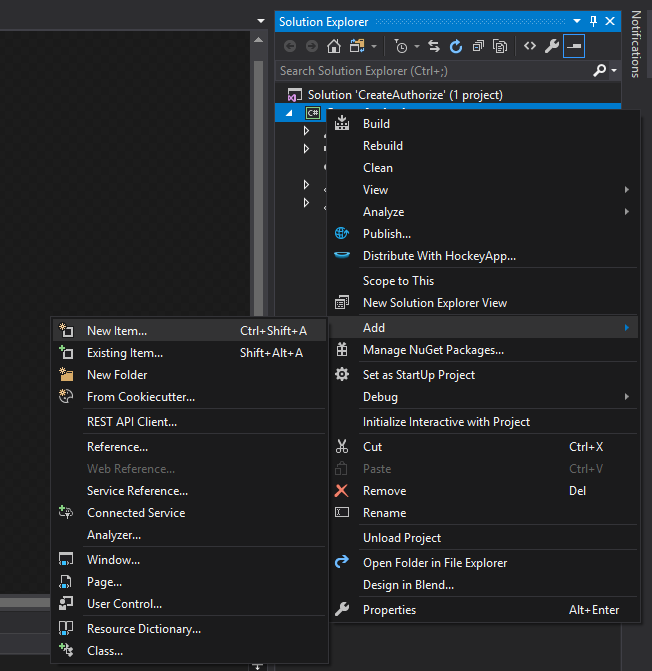 Solution Explorer
Notifications
Search Solution Explorer (Ctrl+;)
Solution 'CreateAuthorize' (1 project)
C#
Build
Rebuild
Clean
View
Analyze
Publish...
Distribute With HockeyApp...
Scope to This
New Solution Explorer View
Add
Manage NuGet Packages...
Set as StartUp Project
Debug
Initialize Interactive with Project
Cut Ctrl+X
Paste Ctrl+V
Remove Del
Rename
Unload Project
Open Folder in File Explorer
Design in Blend...
Properties Alt+Enter
New Item... Ctrl+Shift+A
Existing Item... Shift+Alt+A
New Folder
From Cookiecutter...
REST API Client...
Reference...
Web Reference...
Service Reference...
Connected Service
Analyzer...
Window...
Page...
User Control...
Resource Dictionary...
Class...